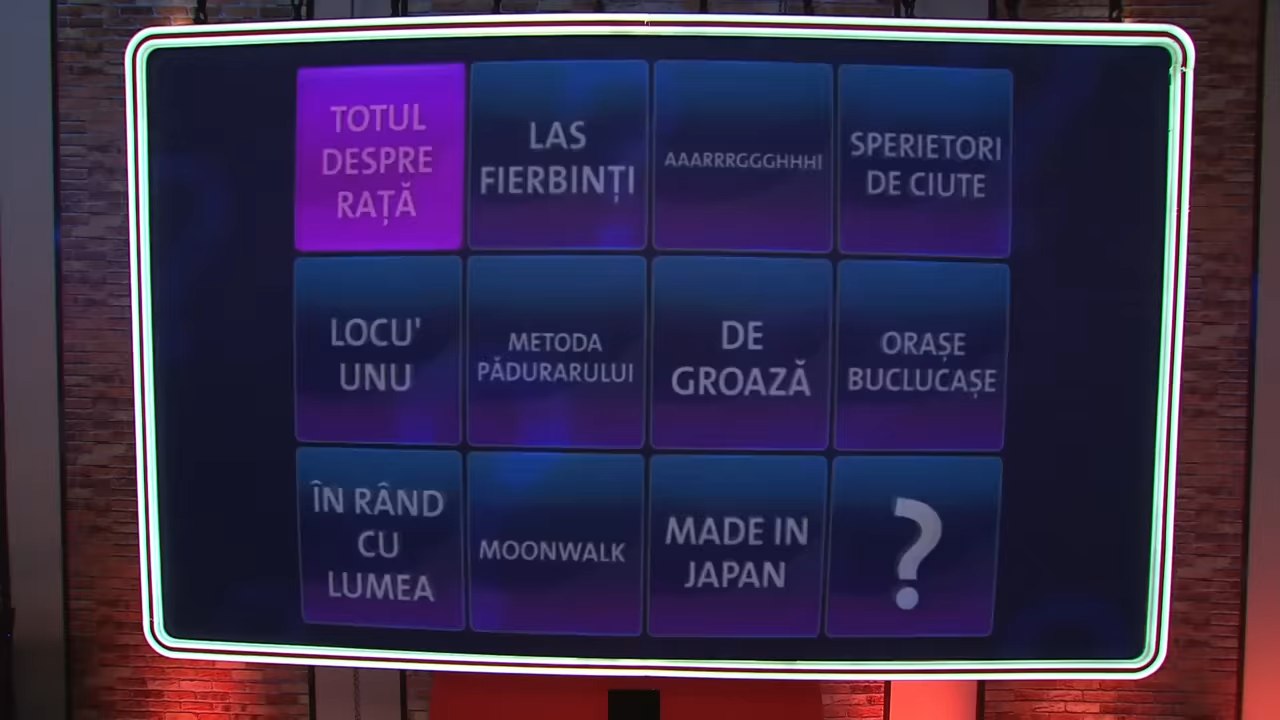 TOTUL
DESPRE
RAȚĂ
LAS
FIERBINȚI
AAARRRGGGHHH!
SPERIETORI
DE CIUTE
LOCU'
UNU
METODA
PĂDURARULUI
DE
GROAZĂ
ORAȘE
BUCLUCAȘE
ÎN RÂND
CU
LUMEA
MOONWALK
MADE IN
JAPAN
?